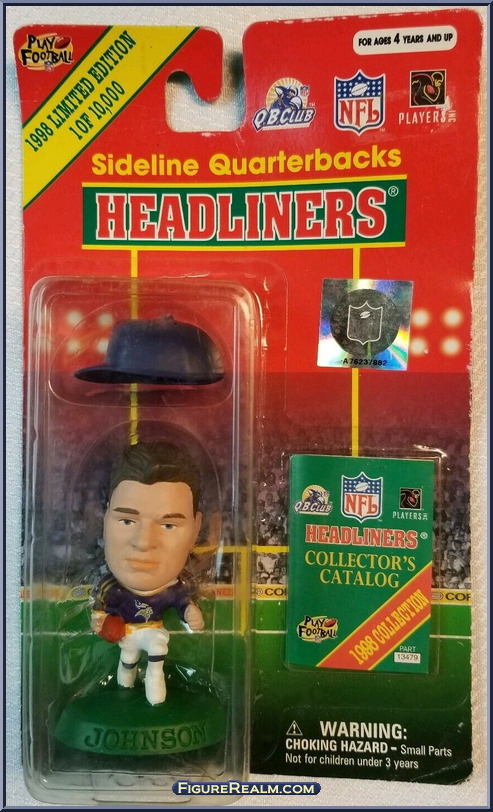 PLAY
FOOTBALL
1998 LIMITED EDITION
1 OF 10,000
FOR AGES 4 YEARS AND UP
QB CLUB
NFL
PLAYERS INC
Sideline Quarterbacks
HEADLINERS®
A76237882
QB CLUB
NFL
PLAYERS INC
HEADLINERS®
COLLECTOR'S
CATALOG
PLAY
FOOTBALL
1998 COLLECTION
PART
13479
COR
JOHNSON
WARNING:
CHOKING HAZARD – Small Parts
Not for children under 3 years
FIGUREREALM.COM